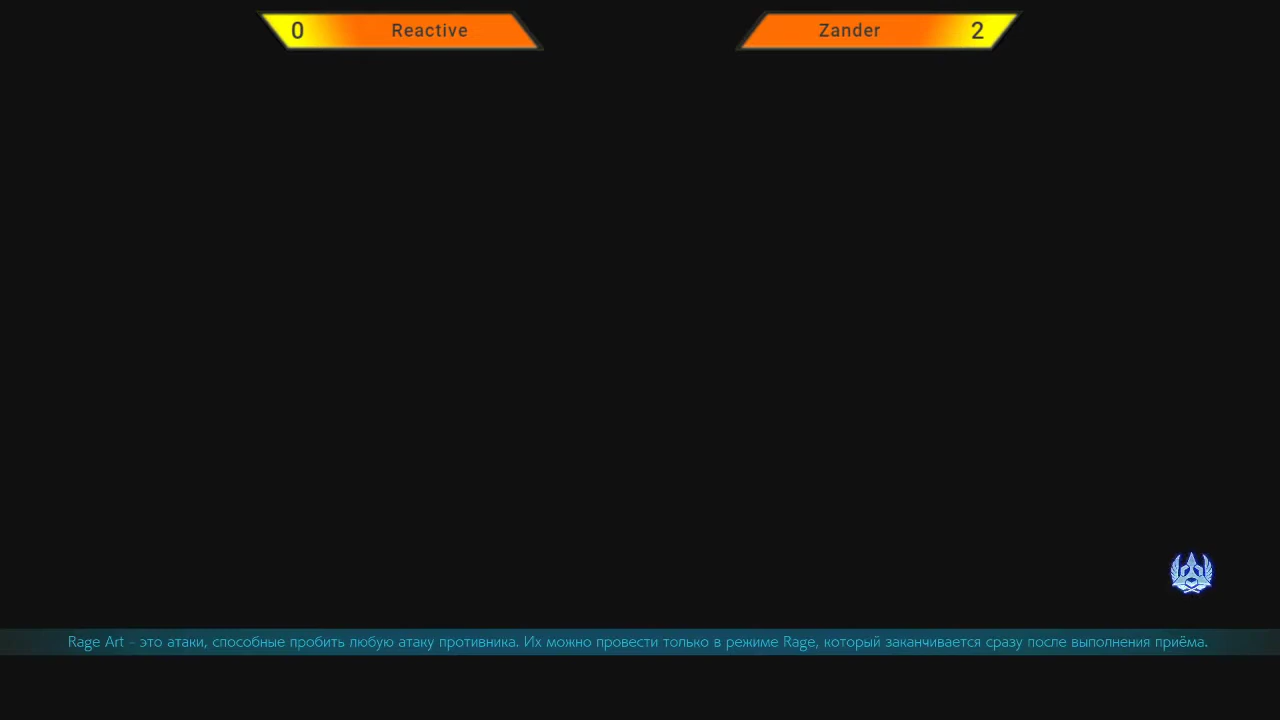 0 Reactive
Zander 2
Rage Art - это атаки, способные пробить любую атаку противника. Их можно провести только в режиме Rage, который заканчивается сразу после выполнения приёма.